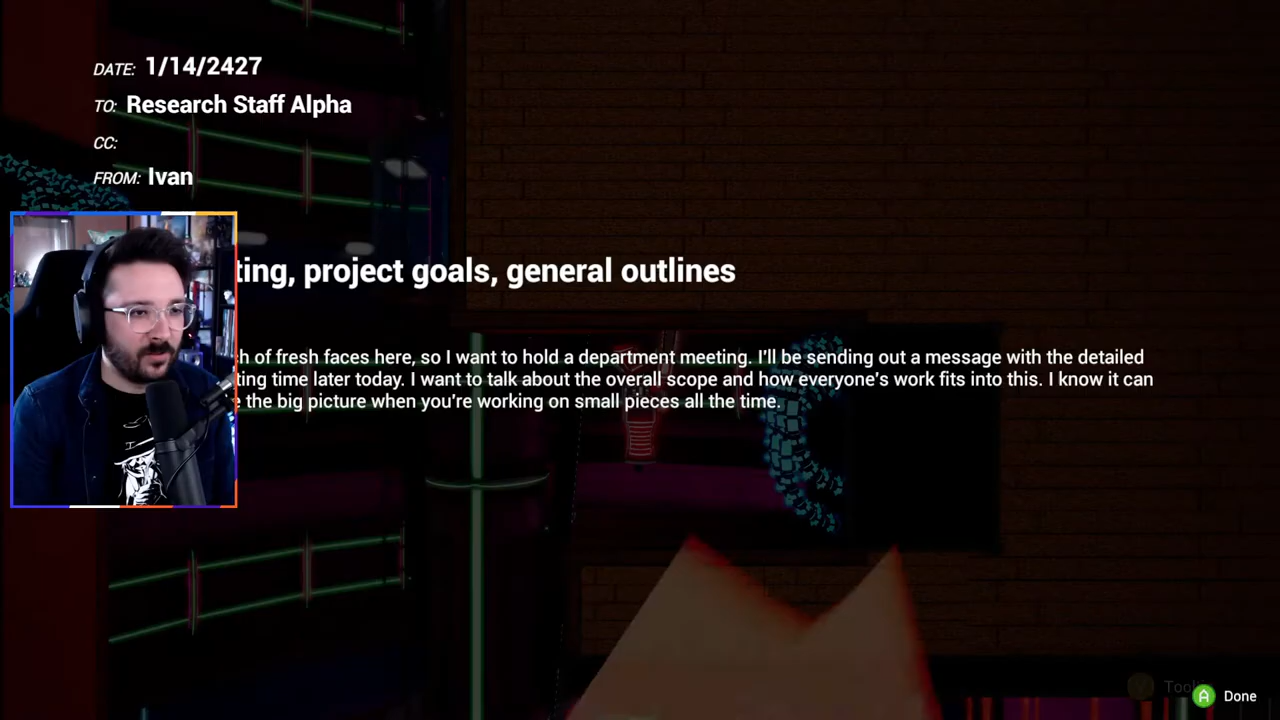 DATE: 1/14/2427
TO: Research Staff Alpha
CC:
FROM: Ivan
ting, project goals, general outlines
h of fresh faces here, so I want to hold a department meeting. I'll be sending out a message with the detailed
ting time later today. I want to talk about the overall scope and how everyone's work fits into this. I know it can
e the big picture when you're working on small pieces all the time.
A Done